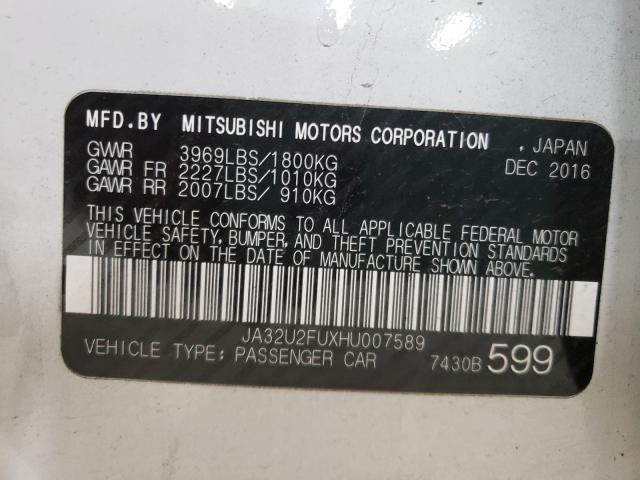 MFD.BY MITSUBISHI MOTORS CORPORATION , JAPAN
GVWR 3969LBS/1800KG DEC 2016
GAWR FR 2227LBS/1010KG
GAWR RR 2007LBS/ 910KG
THIS VEHICLE CONFORMS TO ALL APPLICABLE FEDERAL MOTOR
VEHICLE SAFETY, BUMPER, AND THEFT PREVENTION STANDARDS
IN EFFECT ON THE DATE OF MANUFACTURE SHOWN ABOVE.
JA32U2FUXHU007589
VEHICLE TYPE: PASSENGER CAR 7430B 599